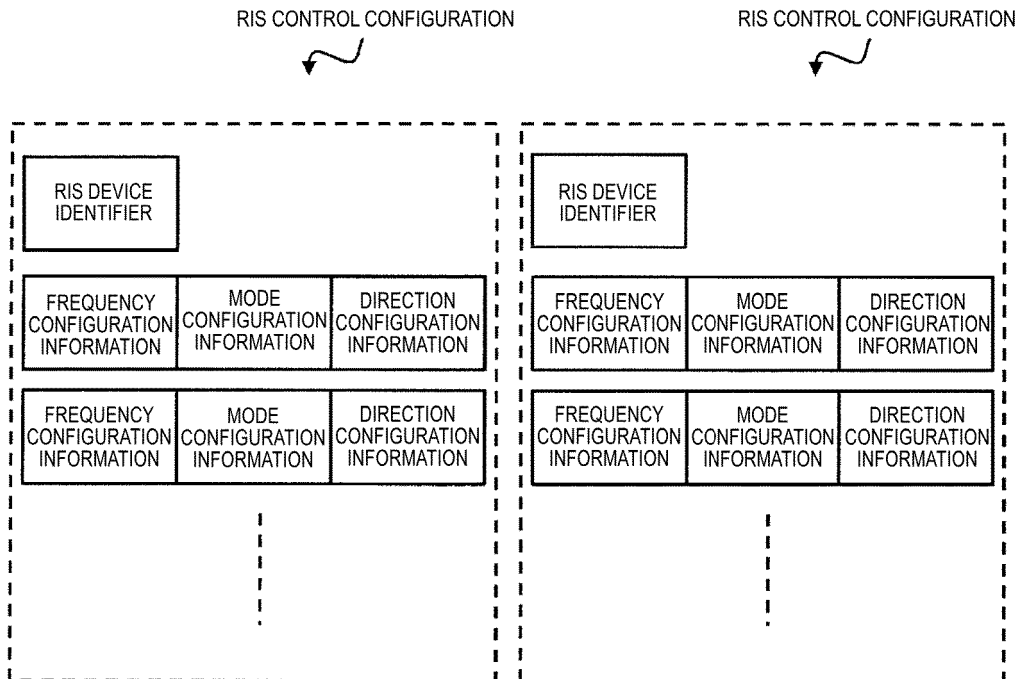 RIS CONTROL CONFIGURATION
RIS CONTROL CONFIGURATION
RIS DEVICE
IDENTIFIER
FREQUENCY
CONFIGURATION
INFORMATION
MODE
CONFIGURATION
INFORMATION
DIRECTION
CONFIGURATION
INFORMATION
FREQUENCY
CONFIGURATION
INFORMATION
MODE
CONFIGURATION
INFORMATION
DIRECTION
CONFIGURATION
INFORMATION
RIS DEVICE
IDENTIFIER
FREQUENCY
CONFIGURATION
INFORMATION
MODE
CONFIGURATION
INFORMATION
DIRECTION
CONFIGURATION
INFORMATION
FREQUENCY
CONFIGURATION
INFORMATION
MODE
CONFIGURATION
INFORMATION
DIRECTION
CONFIGURATION
INFORMATION